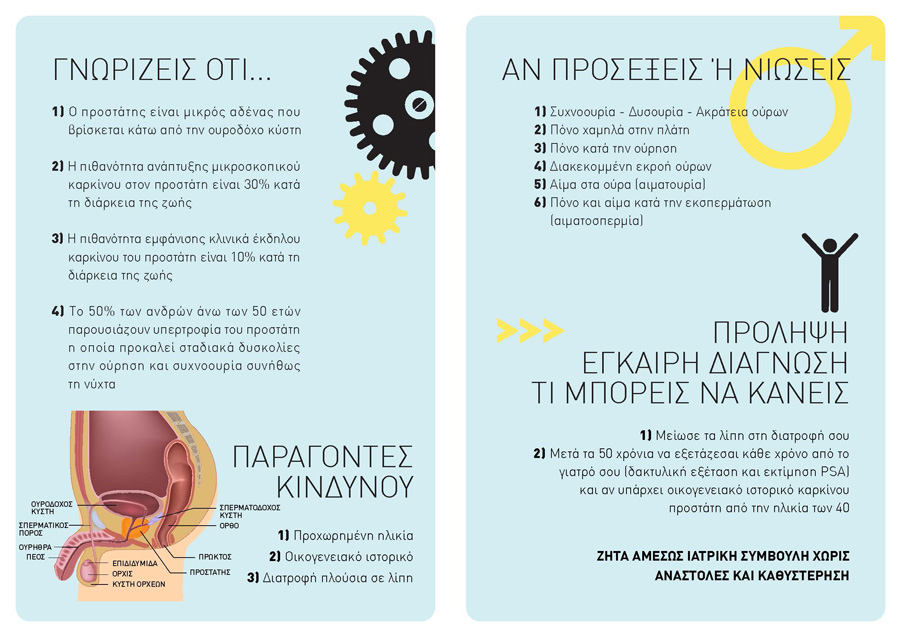 ΓΝΩΡΙΖΕΙΣ ΟΤΙ...
1) Ο προστάτης είναι μικρός αδένας που
βρίσκεται κάτω από την ουροδόχο κύστη
2) Η πιθανότητα ανάπτυξης μικροσκοπικού
καρκίνου στον προστάτη είναι 30% κατά
τη διάρκεια της ζωής
3) Η πιθανότητα εμφάνισης κλινικά έκδηλου
καρκίνου του προστάτη είναι 10% κατά τη
διάρκεια της ζωής
4) Το 50% των ανδρών άνω των 50 ετών
παρουσιάζουν υπερτροφία του προστάτη
η οποία προκαλεί σταδιακά δυσκολίες
στην ούρηση και συχνοουρία συνήθως
τη νύχτα
ΠΑΡΑΓΟΝΤΕΣ
ΚΙΝΔΥΝΟΥ
1) Προχωρημένη ηλικία
2) Οικογενειακό ιστορικό
3) Διατροφή πλούσια σε λίπη
ΟΥΡΟΔΟΧΟΣ
ΚΥΣΤΗ
ΣΠΕΡΜΑΤΙΚΟΣ
ΠΟΡΟΣ
ΟΥΡΗΘΡΑ
ΠΕΟΣ
ΣΠΕΡΜΑΤΟΔΟΧΟΣ
ΚΥΣΤΗ
ΟΡΘΟ
ΠΡΩΚΤΟΣ
ΠΡΟΣΤΑΤΗΣ
ΕΠΙΔΙΔΥΜΙΔΑ
ΟΡΧΙΣ
ΚΥΣΤΗ ΟΡΧΕΩΝ
ΑΝ ΠΡΟΣΕΞΕΙΣ Ή ΝΙΩΣΕΙΣ
1) Συχνουρία - Δυσουρία - Ακράτεια ούρων
2) Πόνο χαμηλά στην πλάτη
3) Πόνο κατά την ούρηση
4) Διακεκομμένη εκροή ούρων
5) Αίμα στα ούρα (αιματουρία)
6) Πόνο και αίμα κατά την εκσπερμάτωση
(αιματοσπερμία)
ΠΡΟΛΗΨΗ
ΕΓΚΑΙΡΗ ΔΙΑΓΝΩΣΗ
ΤΙ ΜΠΟΡΕΙΣ ΝΑ ΚΑΝΕΙΣ
1) Μείωσε τα λίπη στη διατροφή σου
2) Μετά τα 50 χρόνια να εξετάζεσαι κάθε χρόνο από το
γιατρό σου (δακτυλική εξέταση και εκτίμηση PSA)
και αν υπάρχει οικογενειακό ιστορικό καρκίνου
προστάτη από την ηλικία των 40
ΖΗΤΑ ΑΜΕΣΩΣ ΙΑΤΡΙΚΗ ΣΥΜΒΟΥΛΗ ΧΩΡΙΣ
ΑΝΑΣΤΟΛΕΣ ΚΑΙ ΚΑΘΥΣΤΕΡΗΣΗ